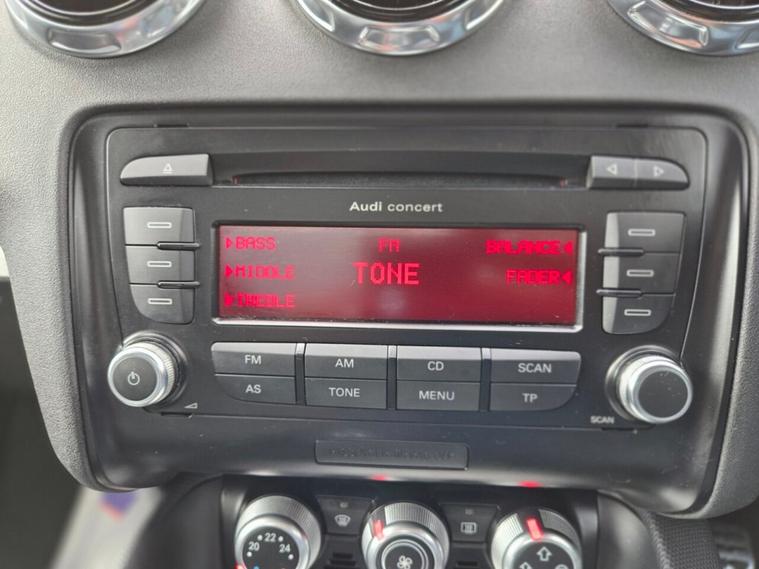 Audi concert
BASS FM BALANCE
MIDDLE TONE FADER
TREBLE
FM AM CD SCAN
AS TONE MENU TP
SCAN
20 22 24